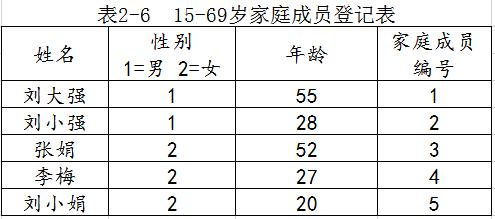 表2-6 15-69岁家庭成员登记表
姓名 性别 1=男 2=女 年龄 家庭成员编号
刘大强 1 55 1
刘小强 1 28 2
张娟 2 52 3
李梅 2 27 4
刘小娟 2 20 5